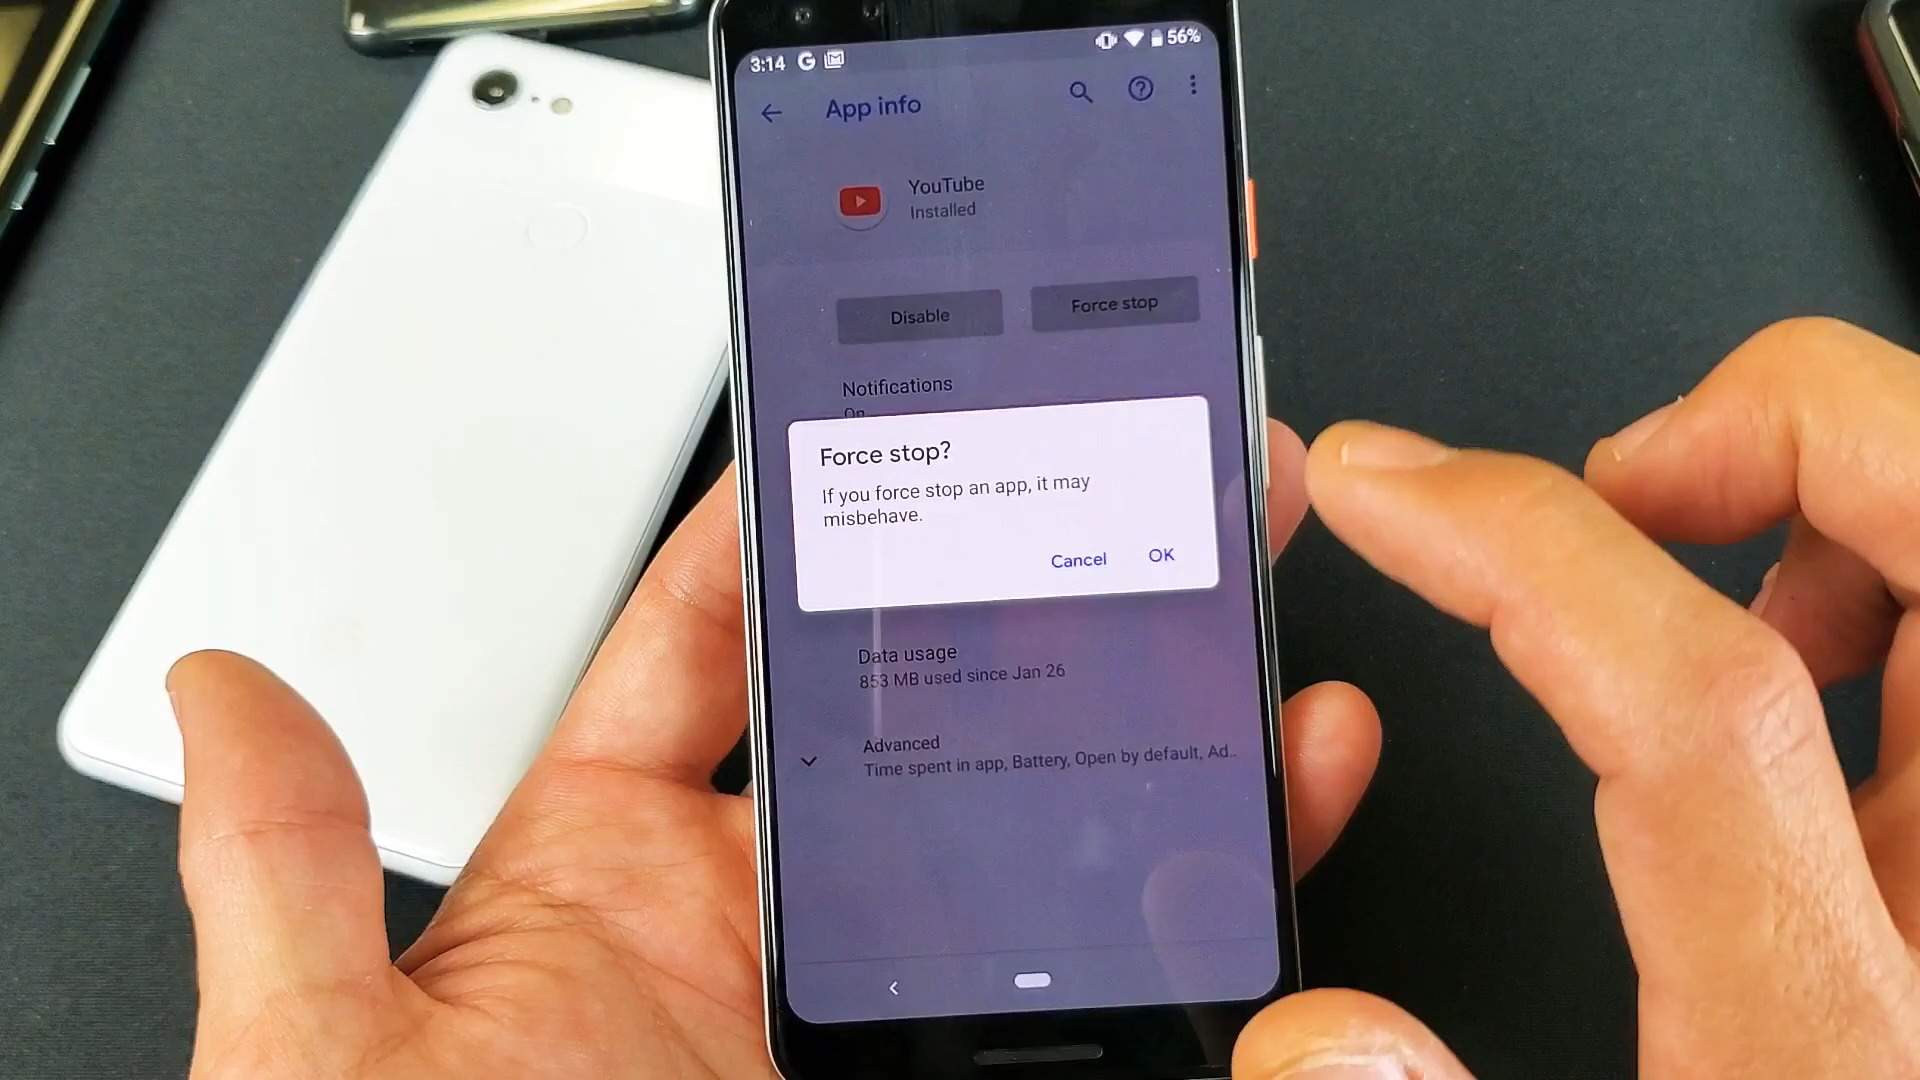 3:14 G 56%
App info
YouTube
Installed
Disable
Force stop
Notifications
On
Force stop?
If you force stop an app, it may
misbehave.
Cancel
OK
Data usage
853 MB used since Jan 26
Advanced
Time spent in app, Battery, Open by default, Ad..